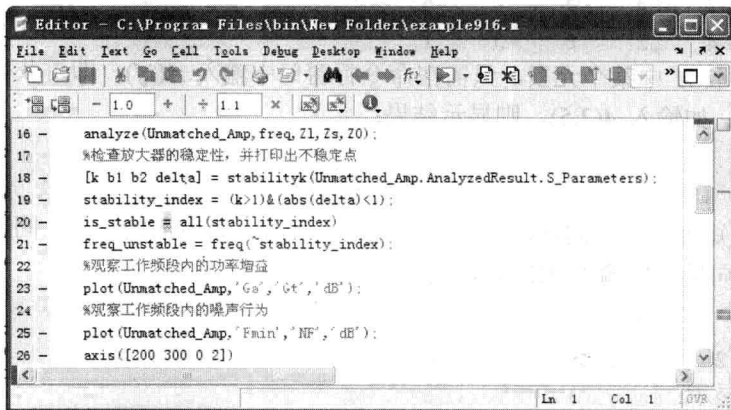 Editor - C:\Program Files\bin\New Folder\example916.m
File Edit Text Go Cell Tools Debug Desktop Window Help
- 1.0 + ÷ 1.1 ×
16 - analyze(Unmatched_Amp,freq,Zl,Zs,Z0);
17 %检查放大器的稳定性，并打印出不稳定点
18 - [k b1 b2 delta] = stabilityk(Unmatched_Amp.AnalyzedResult.S_Parameters);
19 - stability_index = (k>1)&(abs(delta)<1);
20 - is_stable = all(stability_index)
21 - freq_unstable = freq(~stability_index);
22 %观察工作频段内的功率增益
23 - plot(Unmatched_Amp,'Ga','Gt','dB');
24 %观察工作频段内的噪声行为
25 - plot(Unmatched_Amp,'Fmin','NF','dB');
26 - axis([200 300 0 2])
Ln 1 Col 1 OVR